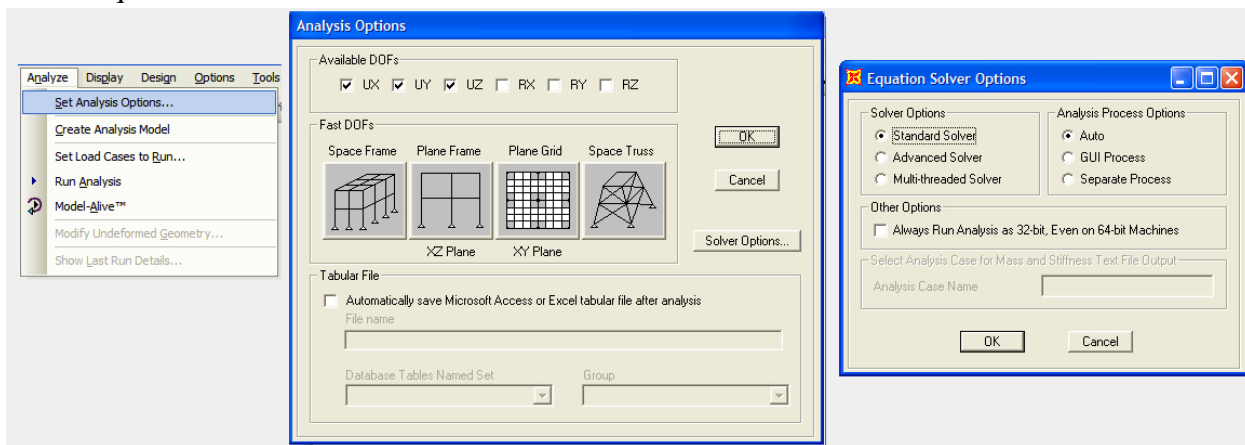 Analyze Display Design Options Tools
Set Analysis Options...
Create Analysis Model
Set Load Cases to Run...
Run Analysis
Model-Alive™
Modify Undeformed Geometry...
Show Last Run Details...
Analysis Options
Available DOFs
UX UY UZ RX RY RZ
Fast DOFs
Space Frame Plane Frame Plane Grid Space Truss
XZ Plane XY Plane
OK
Cancel
Solver Options...
Tabular File
Automatically save Microsoft Access or Excel tabular file after analysis
File name
Database Tables Named Set Group
Equation Solver Options
Solver Options
Standard Solver
Advanced Solver
Multi-threaded Solver
Analysis Process Options
Auto
GUI Process
Separate Process
Other Options
Always Run Analysis as 32-bit, Even on 64-bit Machines
Select Analysis Case for Mass and Stiffness Text File Output
Analysis Case Name
OK Cancel